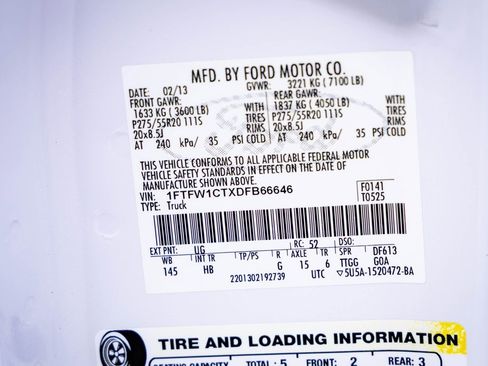 MFD. BY FORD MOTOR CO.
DATE: 02/13 GVWR: 3221 KG ( 7100 LB)
FRONT GAWR: REAR GAWR:
1633 KG ( 3600 LB) WITH 1837 KG ( 4050 LB) WITH
P275/55R20 111S TIRES P275/55R20 111S TIRES
20x8.5J RIMS 20x8.5J RIMS
AT 240 kPa/ 35 PSI COLD AT 240 kPa/ 35 PSI COLD
THIS VEHICLE CONFORMS TO ALL APPLICABLE FEDERAL MOTOR
VEHICLE SAFETY STANDARDS IN EFFECT ON THE DATE OF
MANUFACTURE SHOWN ABOVE.
VIN: 1FTFW1CTXDFB66646 F0141
TYPE: Truck T0525
EXT PNT: UG RC: 52 DSO:
WB INT TR TP/PS R AXLE TR SPR DF613
145 HB G 15 6 TTGG G0A
2201302192739 UTC ▽5U5A-1520472-BA
TIRE AND LOADING INFORMATION
SEATING CAPACITY TOTAL : 5 FRONT: 2 REAR: 3